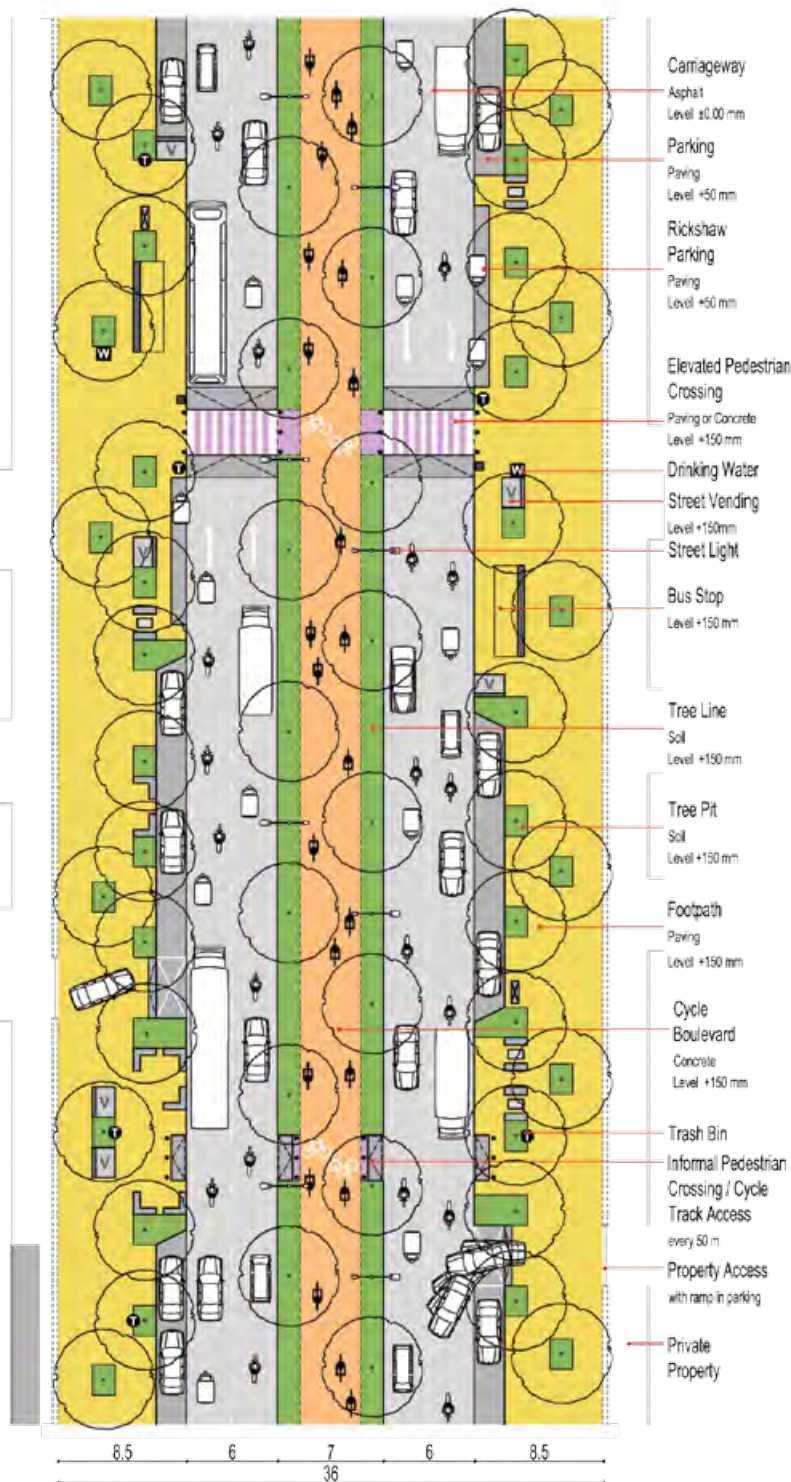 Carriageway
Asphalt
Level ±0.00 mm
Parking
Paving
Level +50 mm
Rickshaw
Parking
Paving
Level +50 mm
Elevated Pedestrian
Crossing
Paving or Concrete
Level +150 mm
Drinking Water
Street Vending
Level +150mm
Street Light
Bus Stop
Level +150 mm
Tree Line
Soil
Level +150 mm
Tree Pit
Soil
Level +150 mm
Footpath
Paving
Level +150 mm
Cycle
Boulevard
Concrete
Level +150 mm
Trash Bin
Informal Pedestrian
Crossing / Cycle
Track Access
every 50 m
Property Access
with ramp in parking
Private
Property
V
T
W
T
T
W
V
V
V
V
T
V
T
T
8.5 6 7 6 8.5
36